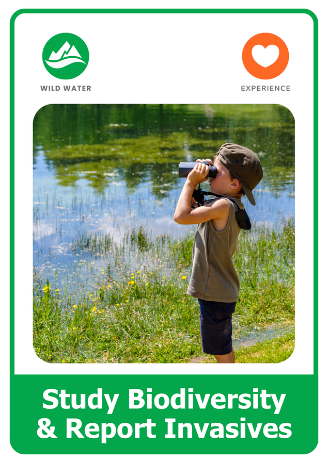 WILD WATER
EXPERIENCE
Study Biodiversity
& Report Invasives